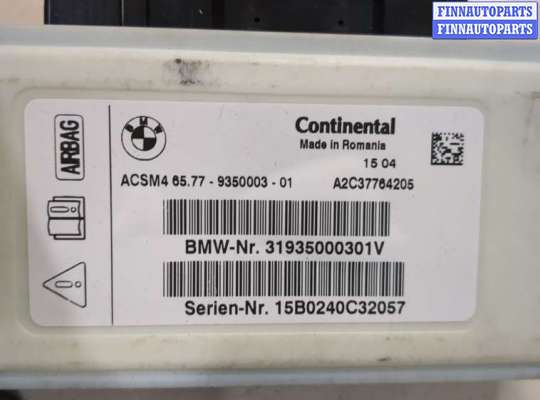 FINNAUTOPARTS
FINNAUTOPARTS
AIRBAG
BMW
Continental
Made in Romania
15 04
ACSM4 65.77 - 9350003 - 01 A2C37764205
BMW-Nr. 31935000301V
Serien-Nr. 15B0240C32057